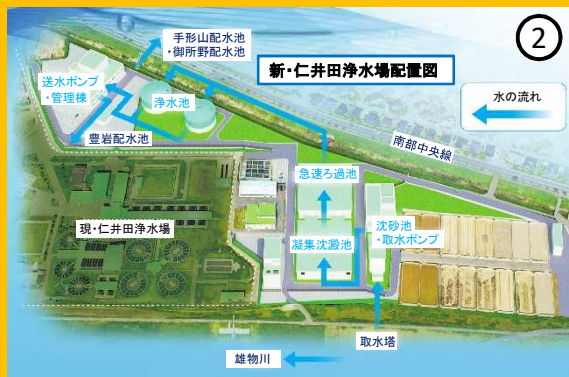 ②
手形山配水池
・御所野配水池
新・仁井田浄水場配置図
送水ポンプ
・管理棟
浄水池
水の流れ
豊岩配水池
南部中央線
急速ろ過池
現・仁井田浄水場
沈砂池
・取水ポンプ
凝集沈澱池
取水塔
雄物川